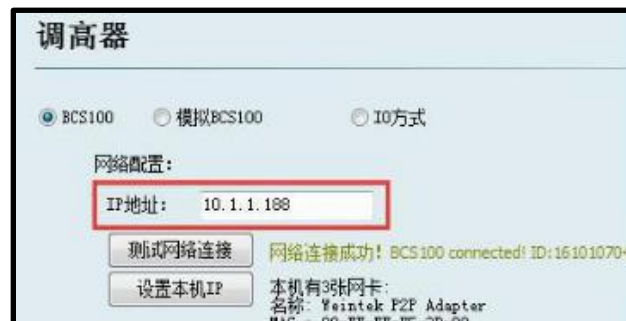 调高器
BCS100 模拟BCS100 IO方式
网络配置：
IP地址： 10.1.1.188
测试网络连接 网络连接成功！BCS100 connected! ID:16101070
设置本机IP 本机有3张网卡：
名称： Weintek P2P Adapter